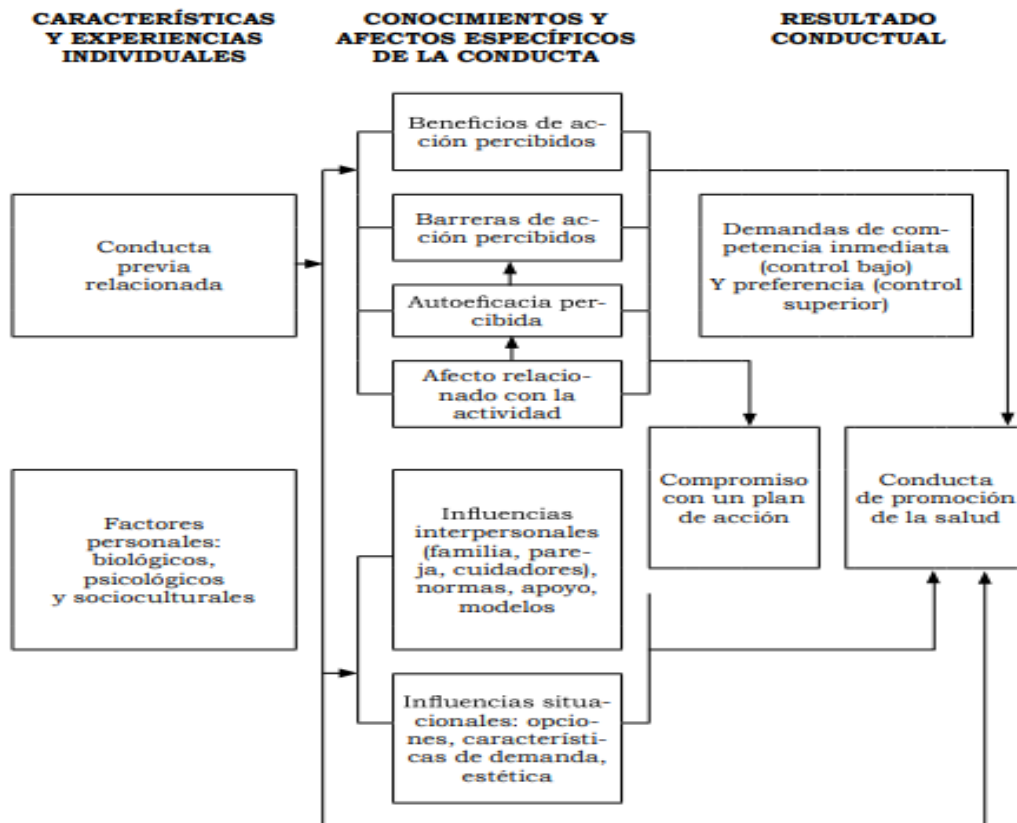 CARACTERÍSTICAS
Y EXPERIENCIAS
INDIVIDUALES
CONOCIMIENTOS Y
AFECTOS ESPECÍFICOS
DE LA CONDUCTA
RESULTADO
CONDUCTUAL
Conducta
previa
relacionada
Factores
personales:
biológicos,
psicológicos
y socioculturales
Beneficios de ac-
ción percibidos
Barreras de ac-
ción percibidos
Autoeficacia per-
cibida
Afecto relacio-
nado con la
actividad
Influencias
interpersonales
(familia, pare-
ja, cuidadores),
normas, apoyo,
modelos
Influencias situa-
cionales: opcio-
nes, característi-
cas de demanda,
estética
Demandas de com-
petencia inmediata
(control bajo)
Y preferencia (control
superior)
Compromiso
con un plan
de acción
Conducta
de promoción
de la salud